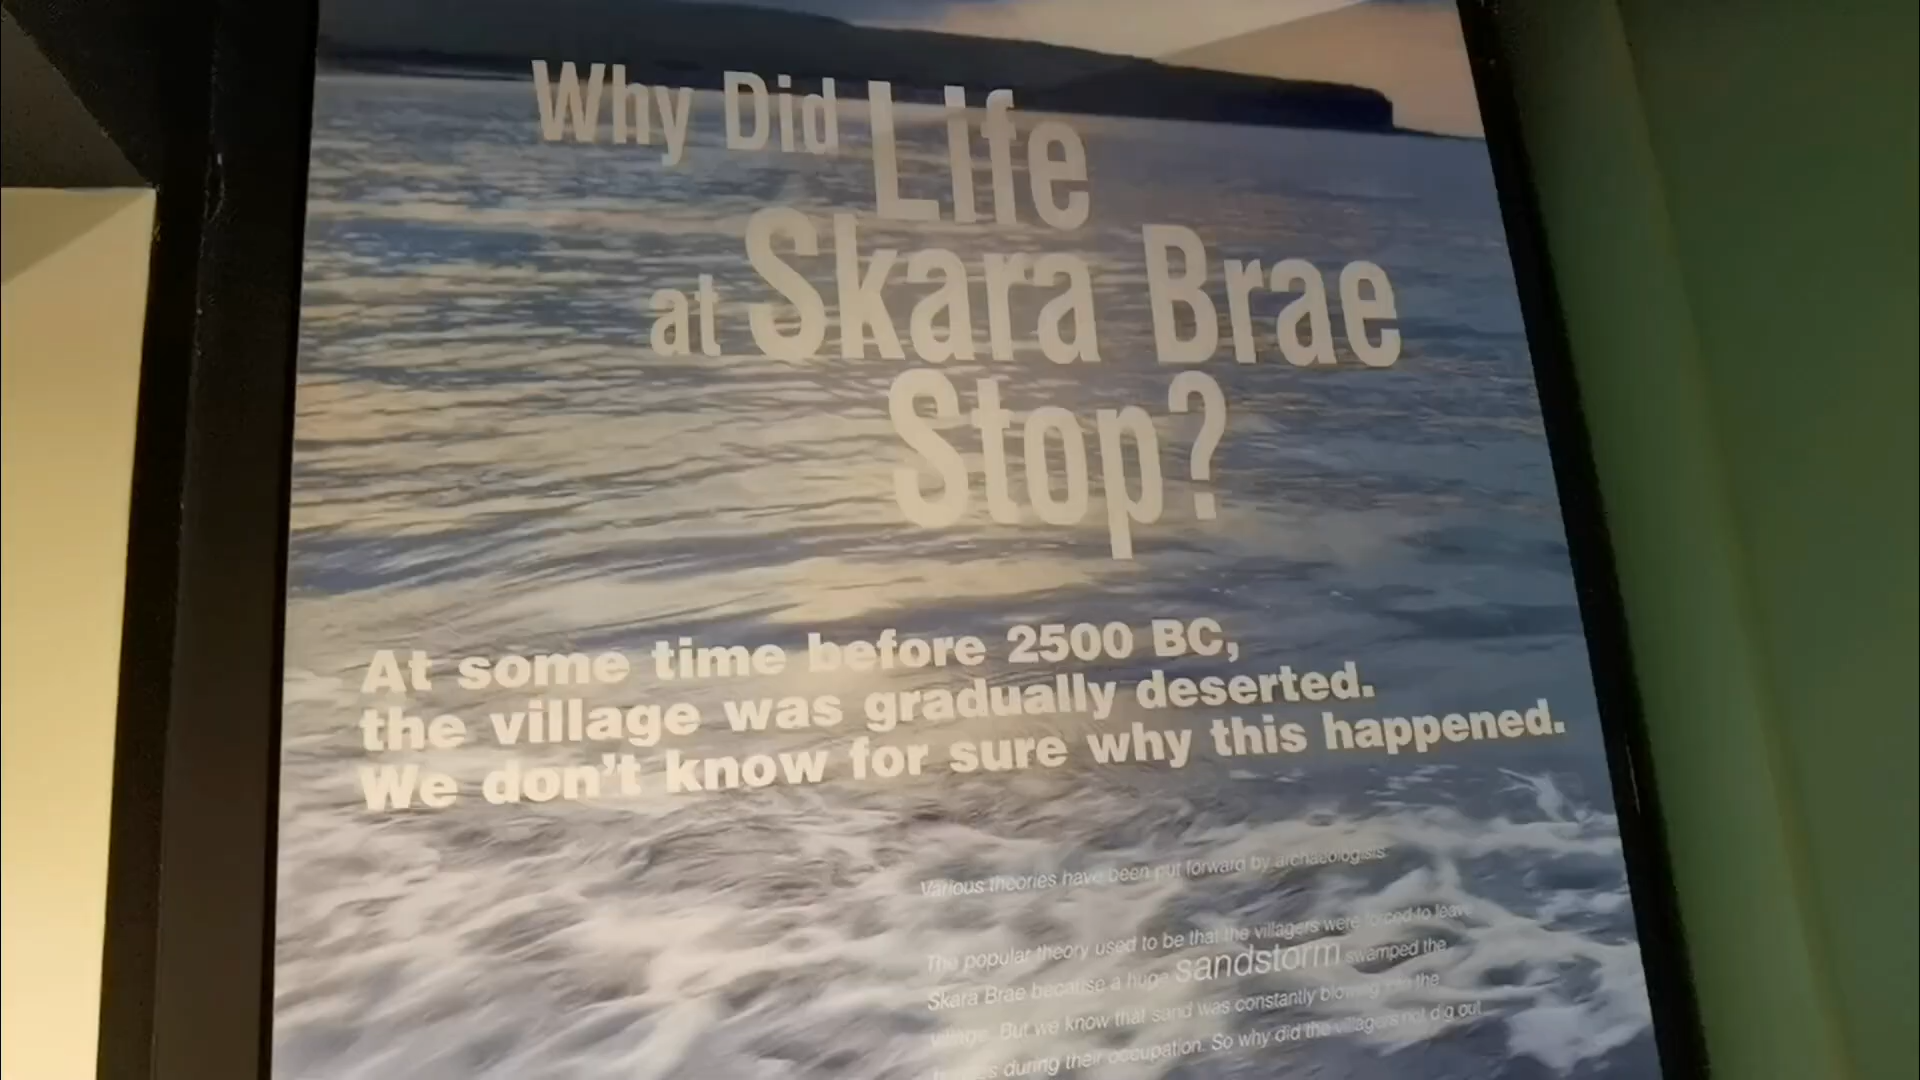 Why Did Life
at Skara Brae
Stop?
At some time before 2500 BC,
the village was gradually deserted.
We don't know for sure why this happened.
Various theories have been put forward by archaeologists.
The popular theory used to be that the villagers were forced to leave
Skara Brae because a huge sandstorm swamped the
village. But we know that sand was constantly blowing into the
during their occupation. So why did the villagers not dig out